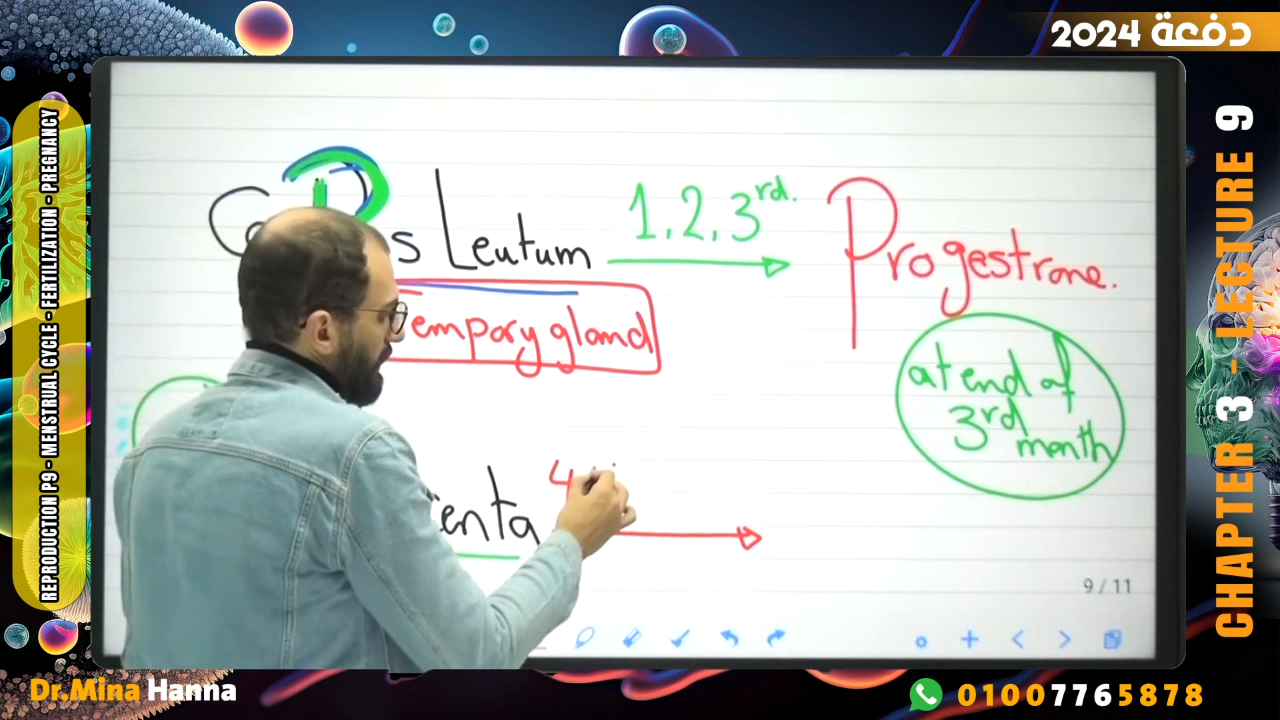 دفعة 2024
REPRODUCTION P9 - MENSTRUAL CYCLE - FERTILIZATION - PREGNANCY
CHAPTER 3 - LECTURE 9
s Leutum
1,2,3rd.
Progestrone.
empory gland
at end of
3rd
month
enta
4
9/11
Dr.Mina Hanna
01007765878